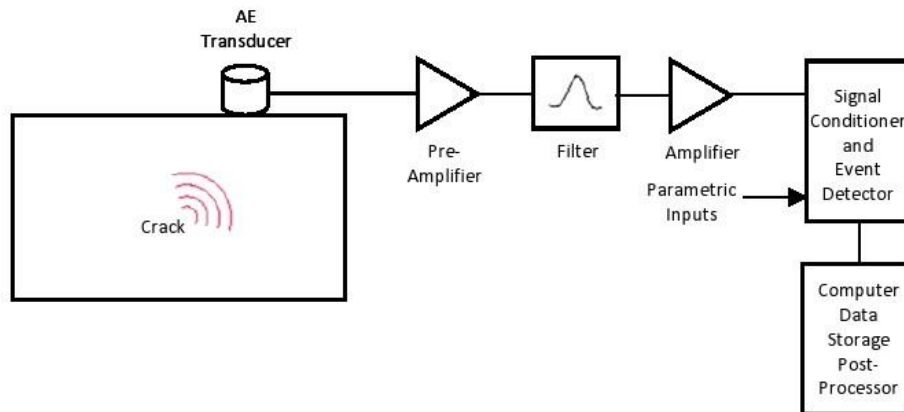 AE
Transducer
Crack
Pre-
Amplifier
Filter
Amplifier
Parametric
Inputs
Signal
Conditioner
and
Event
Detector
Computer
Data
Storage
Post-
Processor